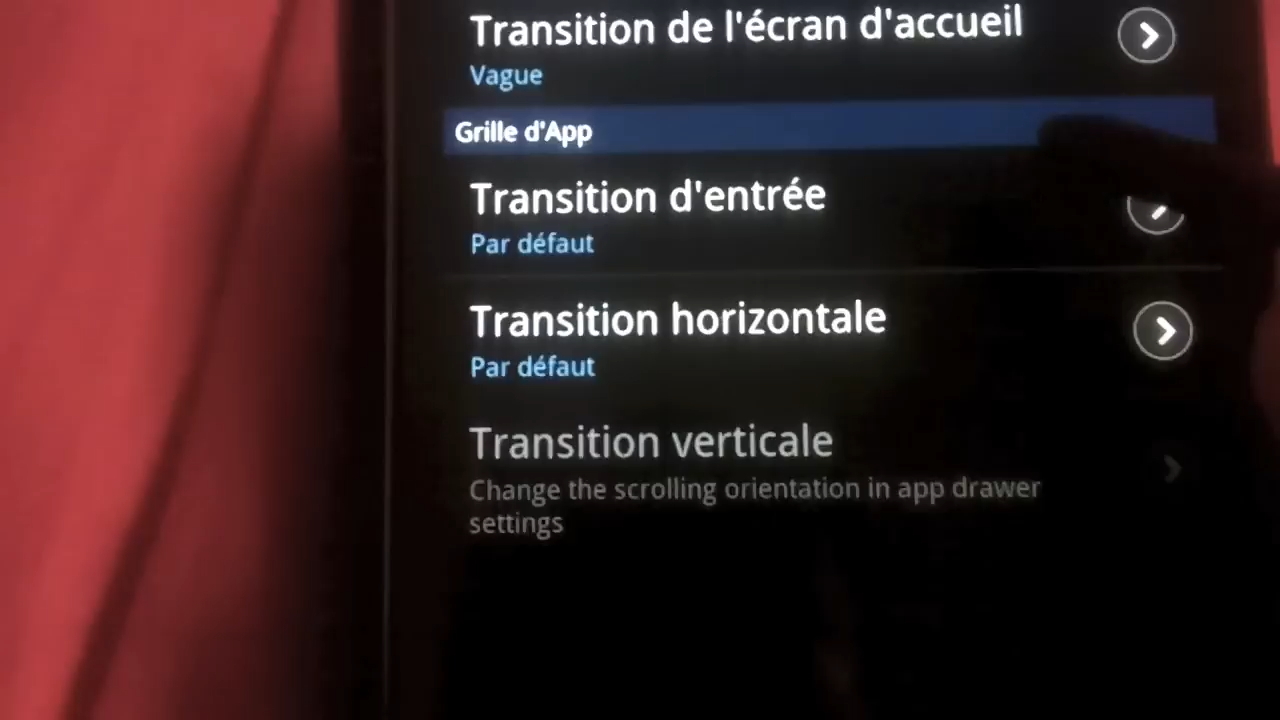 Transition de l'écran d'accueil
Vague
Grille d'App
Transition d'entrée
Par défaut
Transition horizontale
Par défaut
Transition verticale
Change the scrolling orientation in app drawer
settings